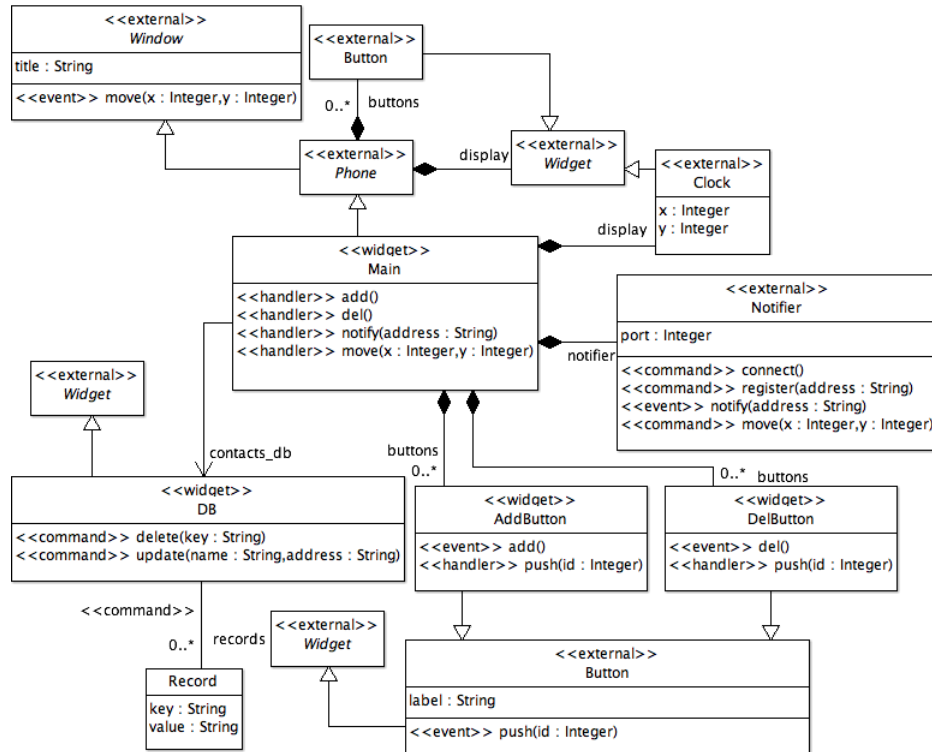 <<external>>
Window
title : String
<<event>> move(x : Integer,y : Integer)
<<external>>
Button
0..*
buttons
<<external>>
Phone
display
<<external>>
Widget
<<external>>
Clock
x : Integer
y : Integer
display
<<widget>>
Main
<<handler>> add()
<<handler>> del()
<<handler>> notify(address : String)
<<handler>> move(x : Integer,y : Integer)
notifier
<<external>>
Notifier
port : Integer
<<command>> connect()
<<command>> register(address : String)
<<event>> notify(address : String)
<<command>> move(x : Integer,y : Integer)
<<external>>
Widget
contacts_db
buttons
0..*
0..*
buttons
<<widget>>
DB
<<command>> delete(key : String)
<<command>> update(name : String,address : String)
<<widget>>
AddButton
<<event>> add()
<<handler>> push(id : Integer)
<<widget>>
DelButton
<<event>> del()
<<handler>> push(id : Integer)
<<command>>
0..*
records
<<external>>
Widget
Record
key : String
value : String
<<external>>
Button
label : String
<<event>> push(id : Integer)